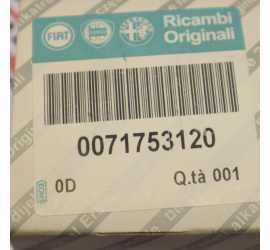 FIAT
Ricambi
Originali
0071753120
0D
Q.tà 001